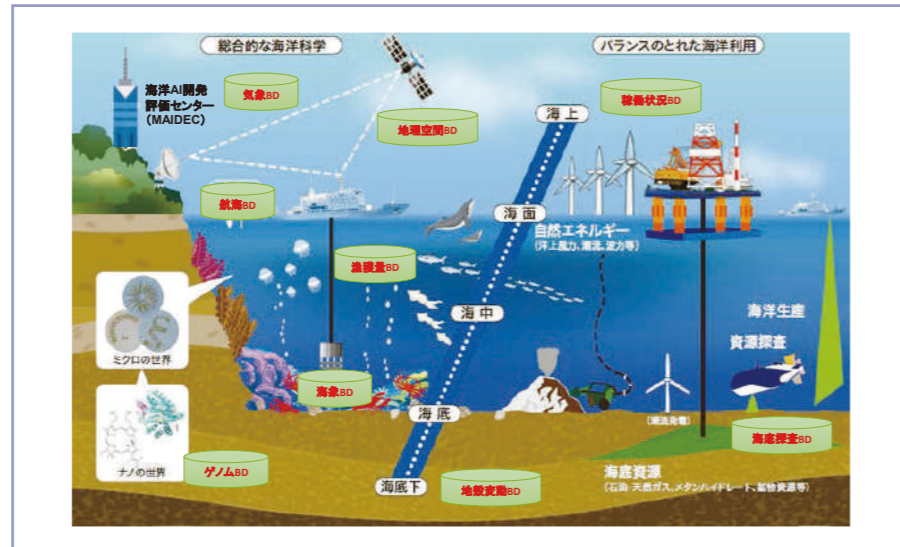 総合的な海洋科学
バランスのとれた海洋利用
海洋AI開発
評価センター
(MAIDEC)
気象BD
地理空間BD
稼働状況BD
海上
航海BD
海面
自然エネルギー
(洋上風力、潮流、波力等)
漁獲量BD
海中
海洋生産
資源探査
ミクロの世界
海象BD
海底
(潮流発電)
海底探査BD
ナノの世界
ゲノムBD
海底下
地殻変動BD
海底資源
(石油・天然ガス、メタンハイドレート、鉱物資源等)